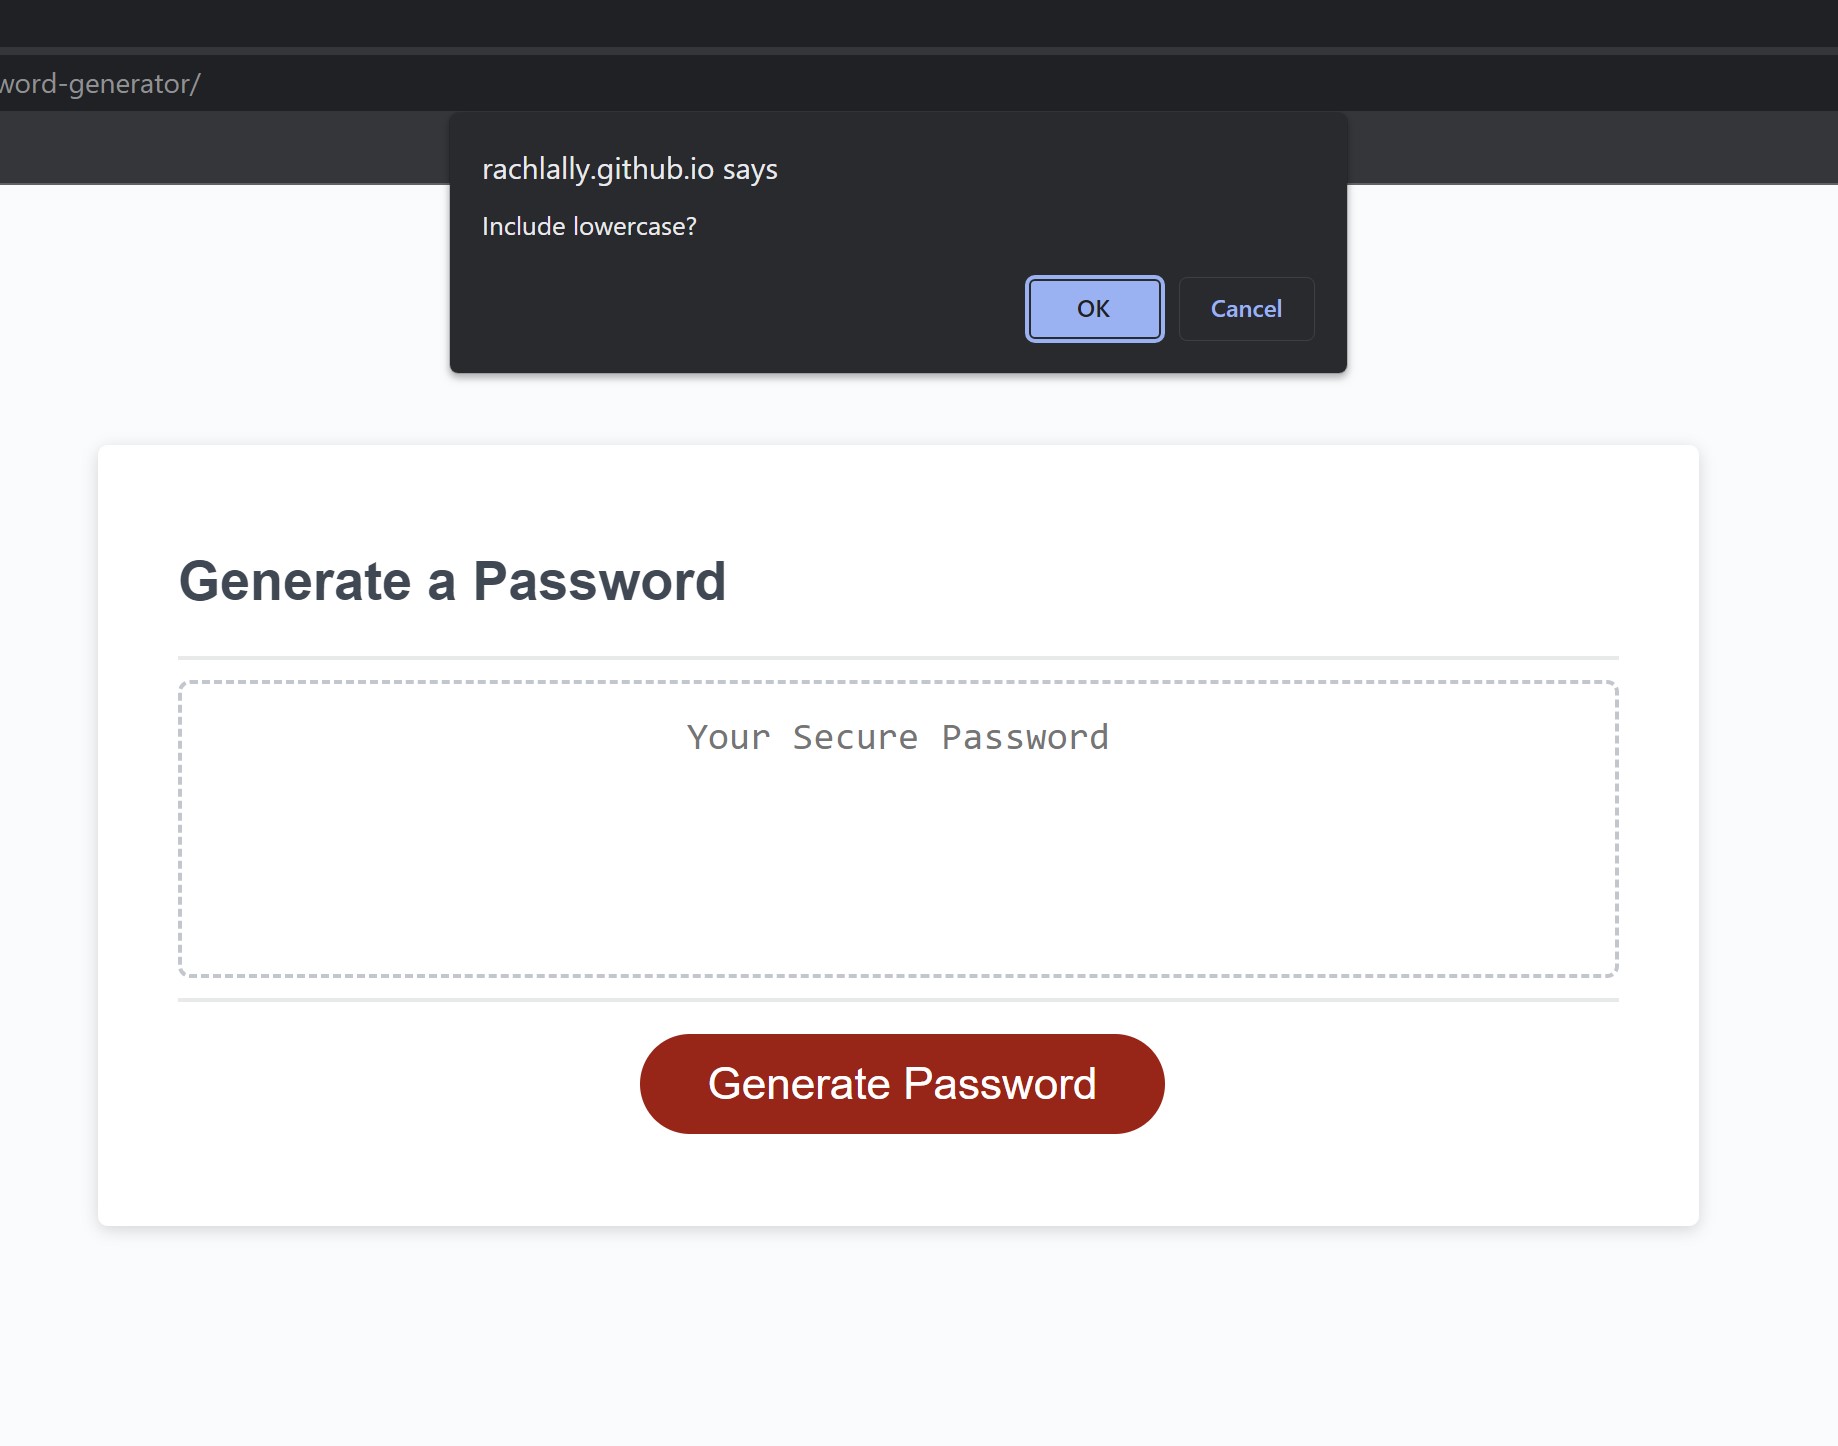 word-generator/
rachlally.github.io says
Include lowercase?
OK
Cancel
Generate a Password
Your Secure Password
Generate Password